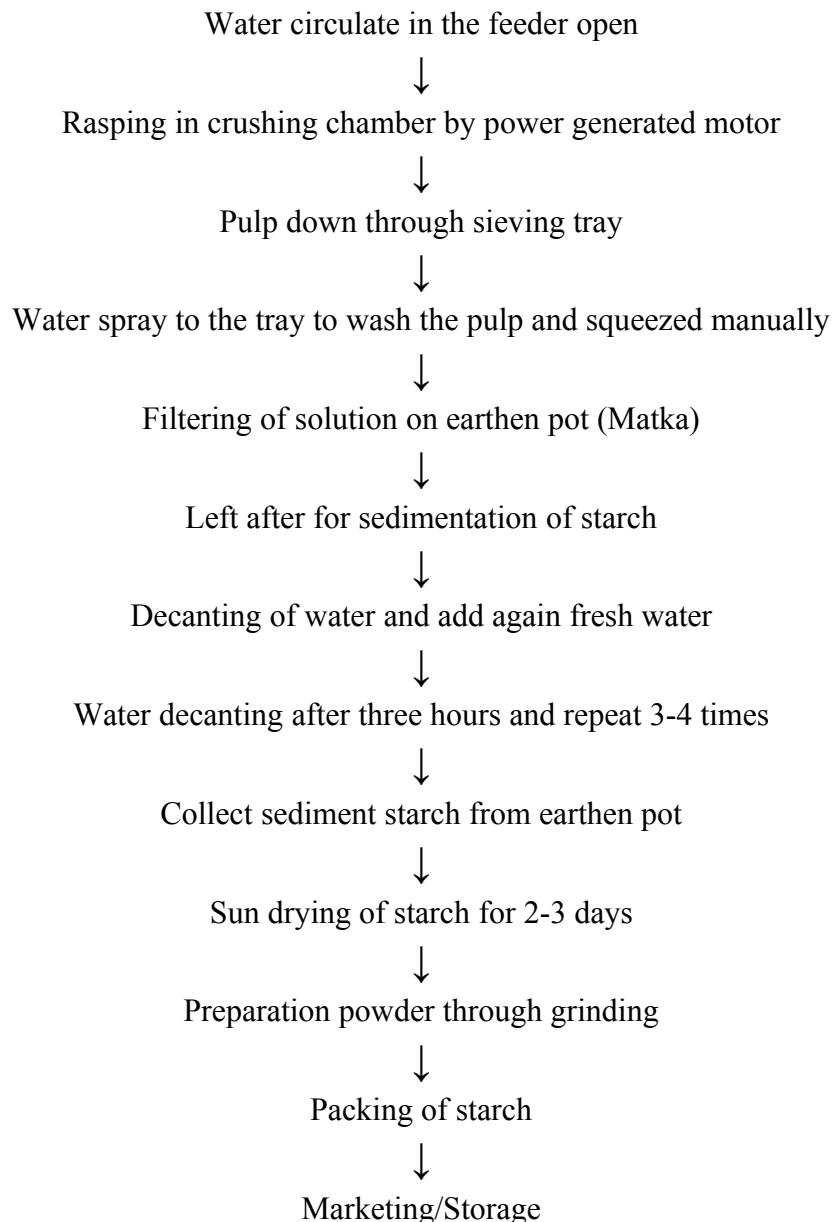 Water circulate in the feeder open
↓
Rasping in crushing chamber by power generated motor
↓
Pulp down through sieving tray
↓
Water spray to the tray to wash the pulp and squeezed manually
↓
Filtering of solution on earthen pot (Matka)
↓
Left after for sedimentation of starch
↓
Decanting of water and add again fresh water
↓
Water decanting after three hours and repeat 3-4 times
↓
Collect sediment starch from earthen pot
↓
Sun drying of starch for 2-3 days
↓
Preparation powder through grinding
↓
Packing of starch
↓
Marketing/Storage